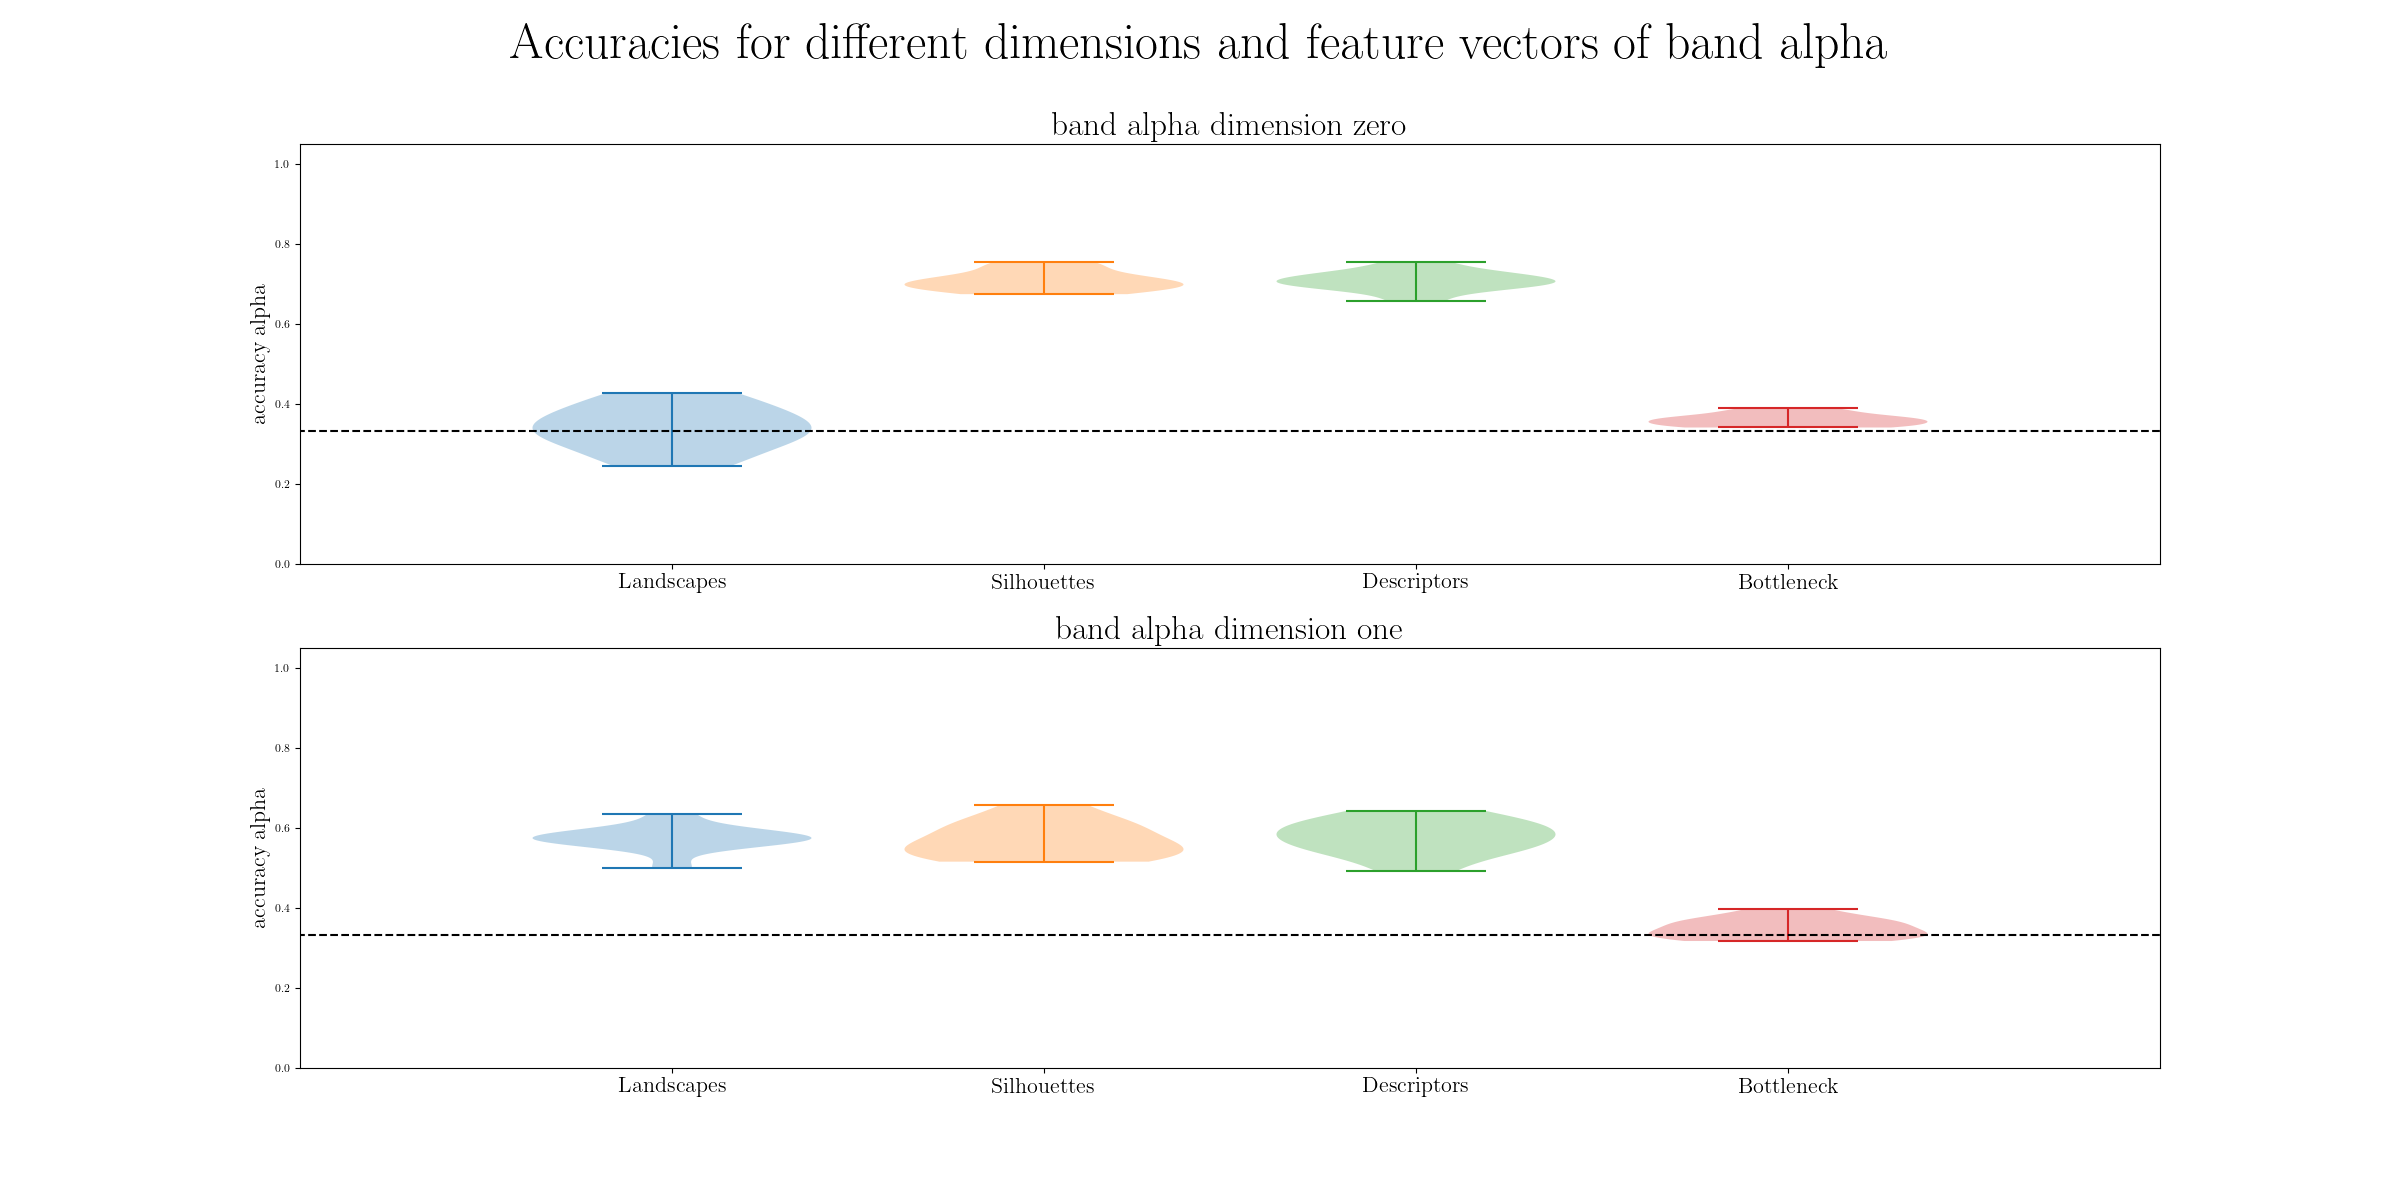 Accuracies for different dimensions and feature vectors of band alpha
band alpha dimension zero
accuracy alpha
1.0
0.8
0.6
0.4
0.2
0.0
Landscapes Silhouettes Descriptors Bottleneck
band alpha dimension one
accuracy alpha
1.0
0.8
0.6
0.4
0.2
0.0
Landscapes Silhouettes Descriptors Bottleneck